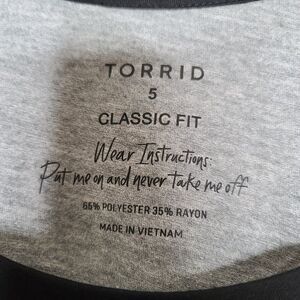 TORRID
5
CLASSIC FIT
Wear Instructions:
Put me on and never take me off
65% POLYESTER 35% RAYON
MADE IN VIETNAM